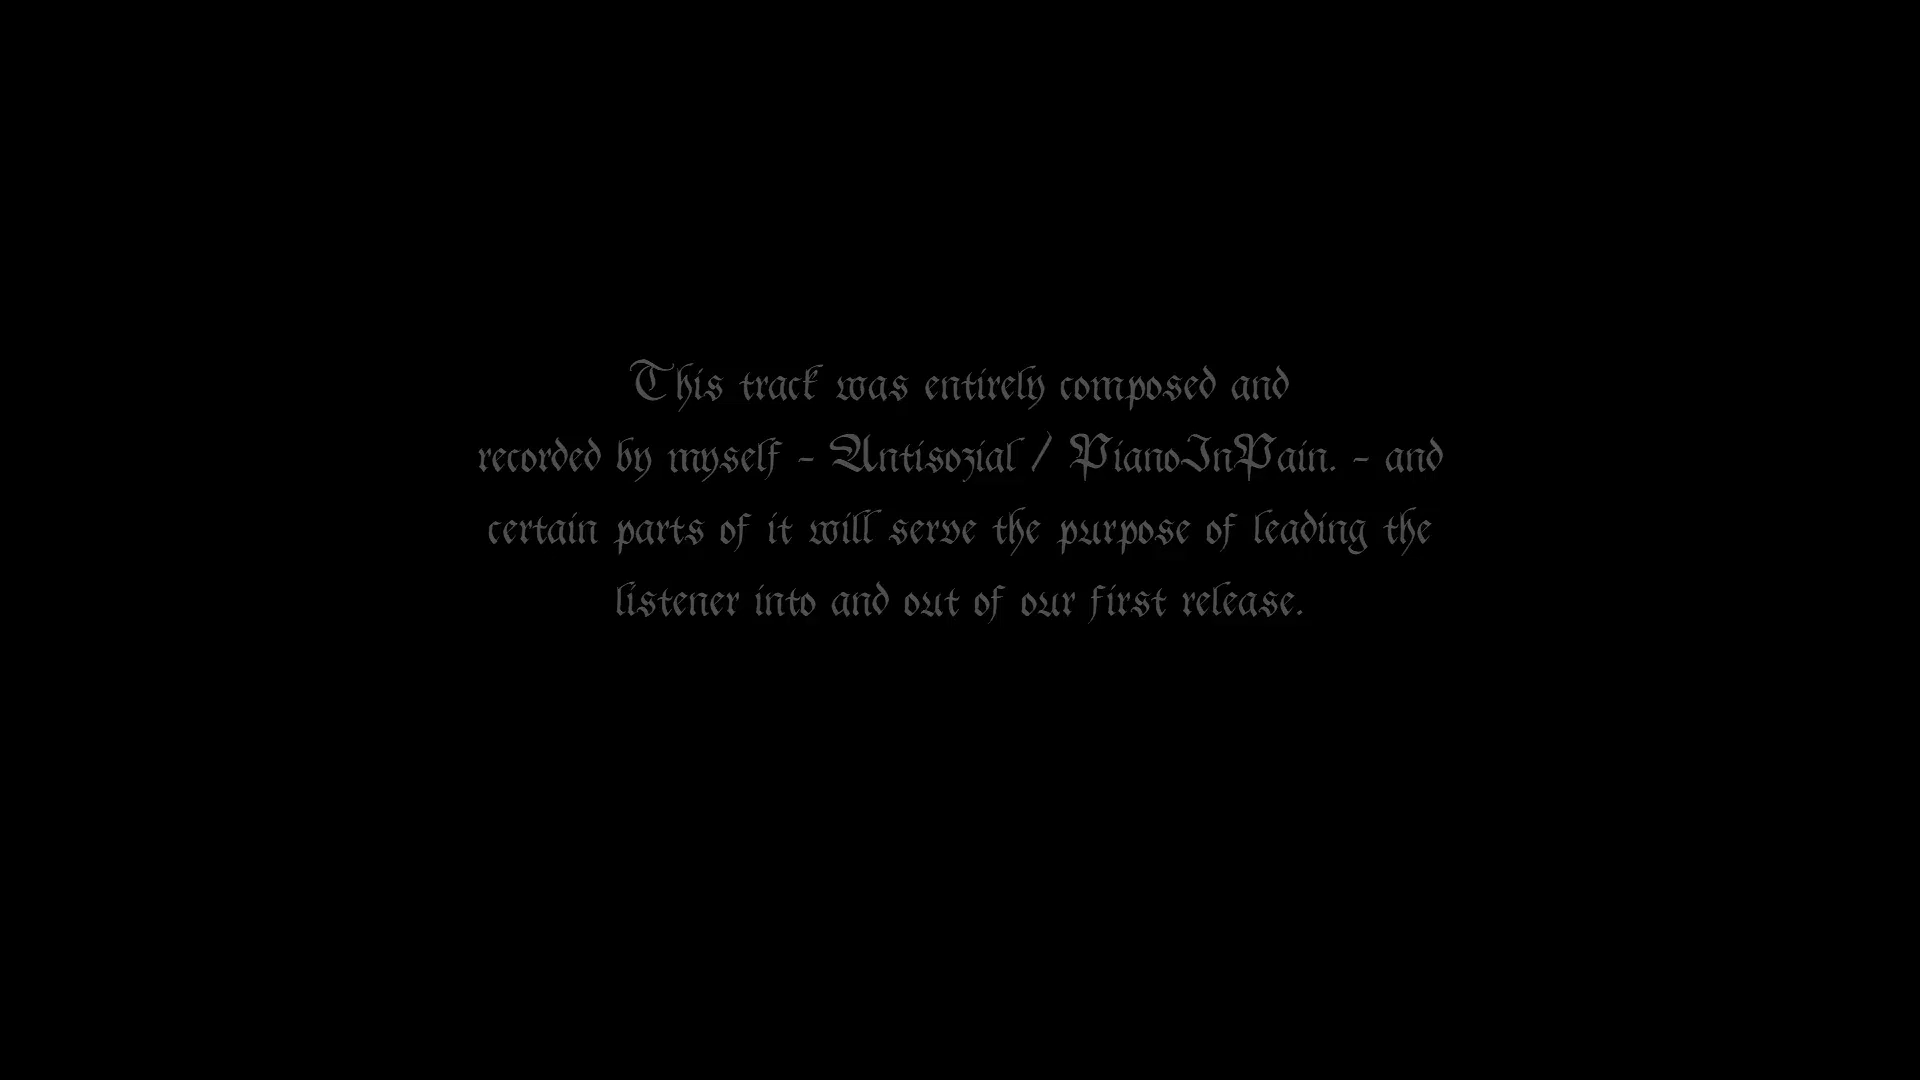 This track was entirely composed and
recorded by myself - Antisozial / PianoInPain. - and
certain parts of it will serve the purpose of leading the
listener into and out of our first release.